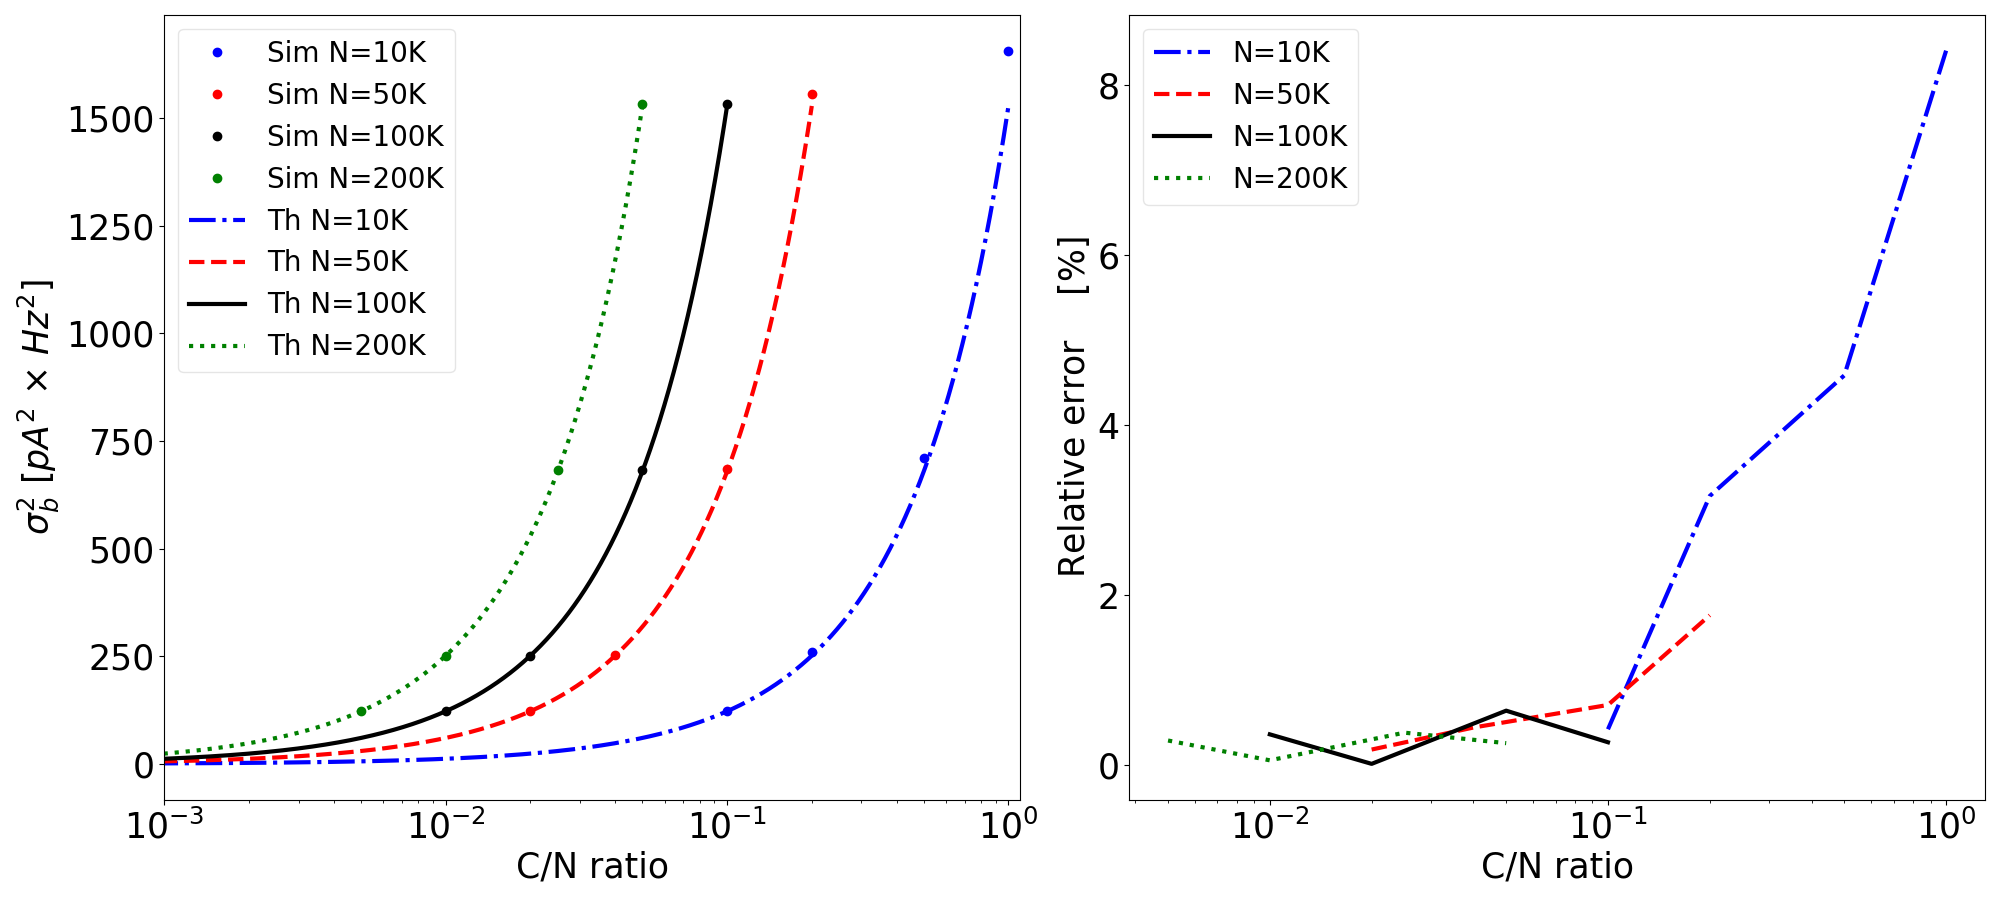 Sim N=10K
Sim N=50K
Sim N=100K
Sim N=200K
Th N=10K
Th N=50K
Th N=100K
Th N=200K
σ_b^2 [pA^2 × Hz^2]
1500
1250
1000
750
500
250
0
10^−3
10^−2
10^−1
10^0
C/N ratio
N=10K
N=50K
N=100K
N=200K
Relative error [%]
8
6
4
2
0
10^−2
10^−1
10^0
C/N ratio